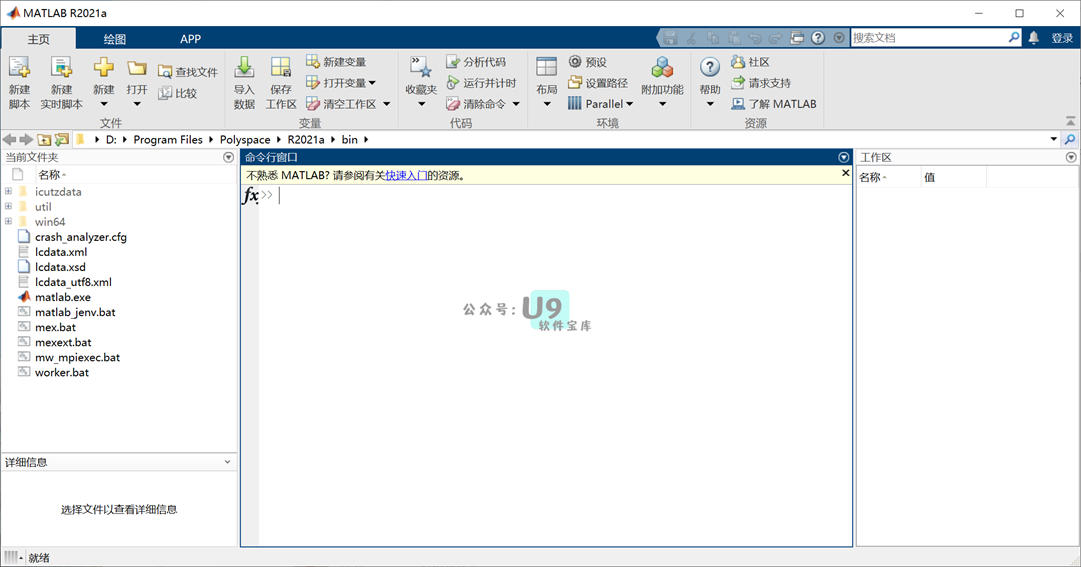 MATLAB R2021a
主页 绘图 APP
搜索文档 登录
新建脚本 新建实时脚本 新建 打开 查找文件 比较
文件
导入数据 保存工作区 新建变量 打开变量 清空工作区
变量
收藏夹 分析代码 运行并计时 清除命令
代码
布局 预设 设置路径 Parallel 附加功能
环境
帮助 社区 请求支持 了解 MATLAB
资源
D: Program Files Polyspace R2021a bin
当前文件夹
名称
icutzdata
util
win64
crash_analyzer.cfg
lcdata.xml
lcdata.xsd
lcdata_utf8.xml
matlab.exe
matlab_jenv.bat
mex.bat
mexext.bat
mw_mpiexec.bat
worker.bat
详细信息
选择文件以查看详细信息
命令行窗口
不熟悉 MATLAB? 请参阅有关快速入门的资源。
fx >>
公众号: U9
软件宝库
工作区
名称 值
就绪